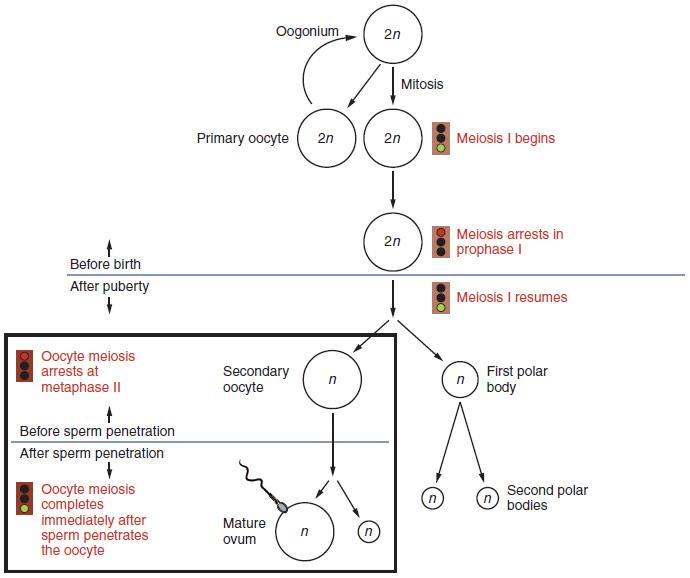 Oogonium
2n
Mitosis
Primary oocyte
2n
2n
Meiosis I begins
2n
Meiosis arrests in
prophase I
Before birth
After puberty
Meiosis I resumes
Oocyte meiosis
arrests at
metaphase II
Secondary
oocyte
n
n
First polar
body
Before sperm penetration
After sperm penetration
Oocyte meiosis
completes
immediately after
sperm penetrates
the oocyte
Mature
ovum
n
n
n
n
Second polar
bodies